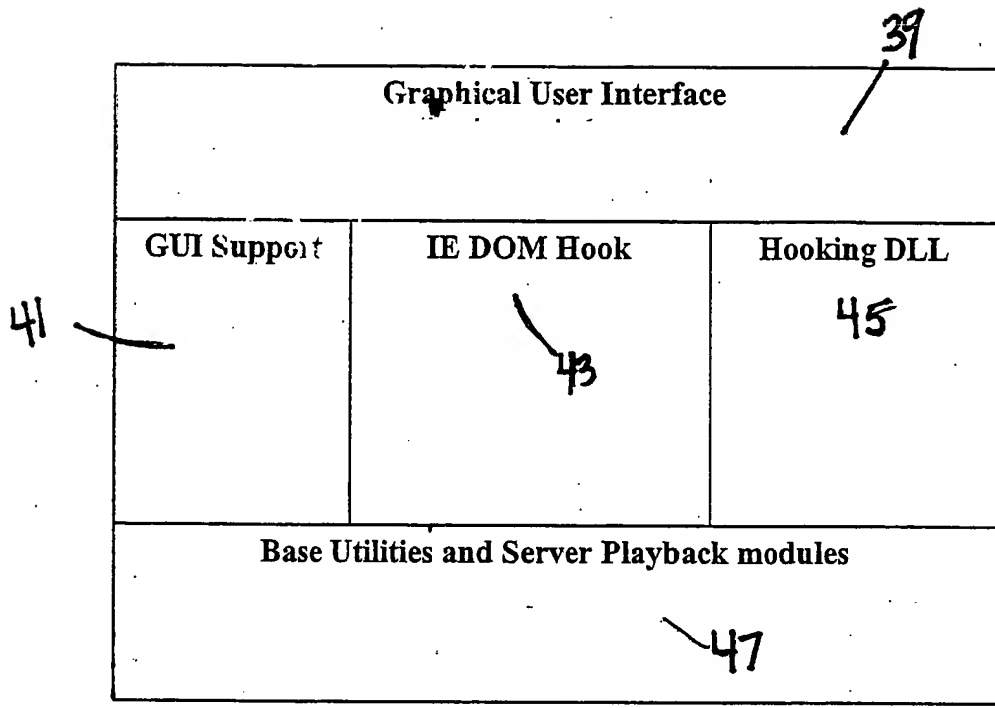 39
Graphical User Interface
GUI Support
IE DOM Hook
Hooking DLL
41
43
45
Base Utilities and Server Playback modules
47